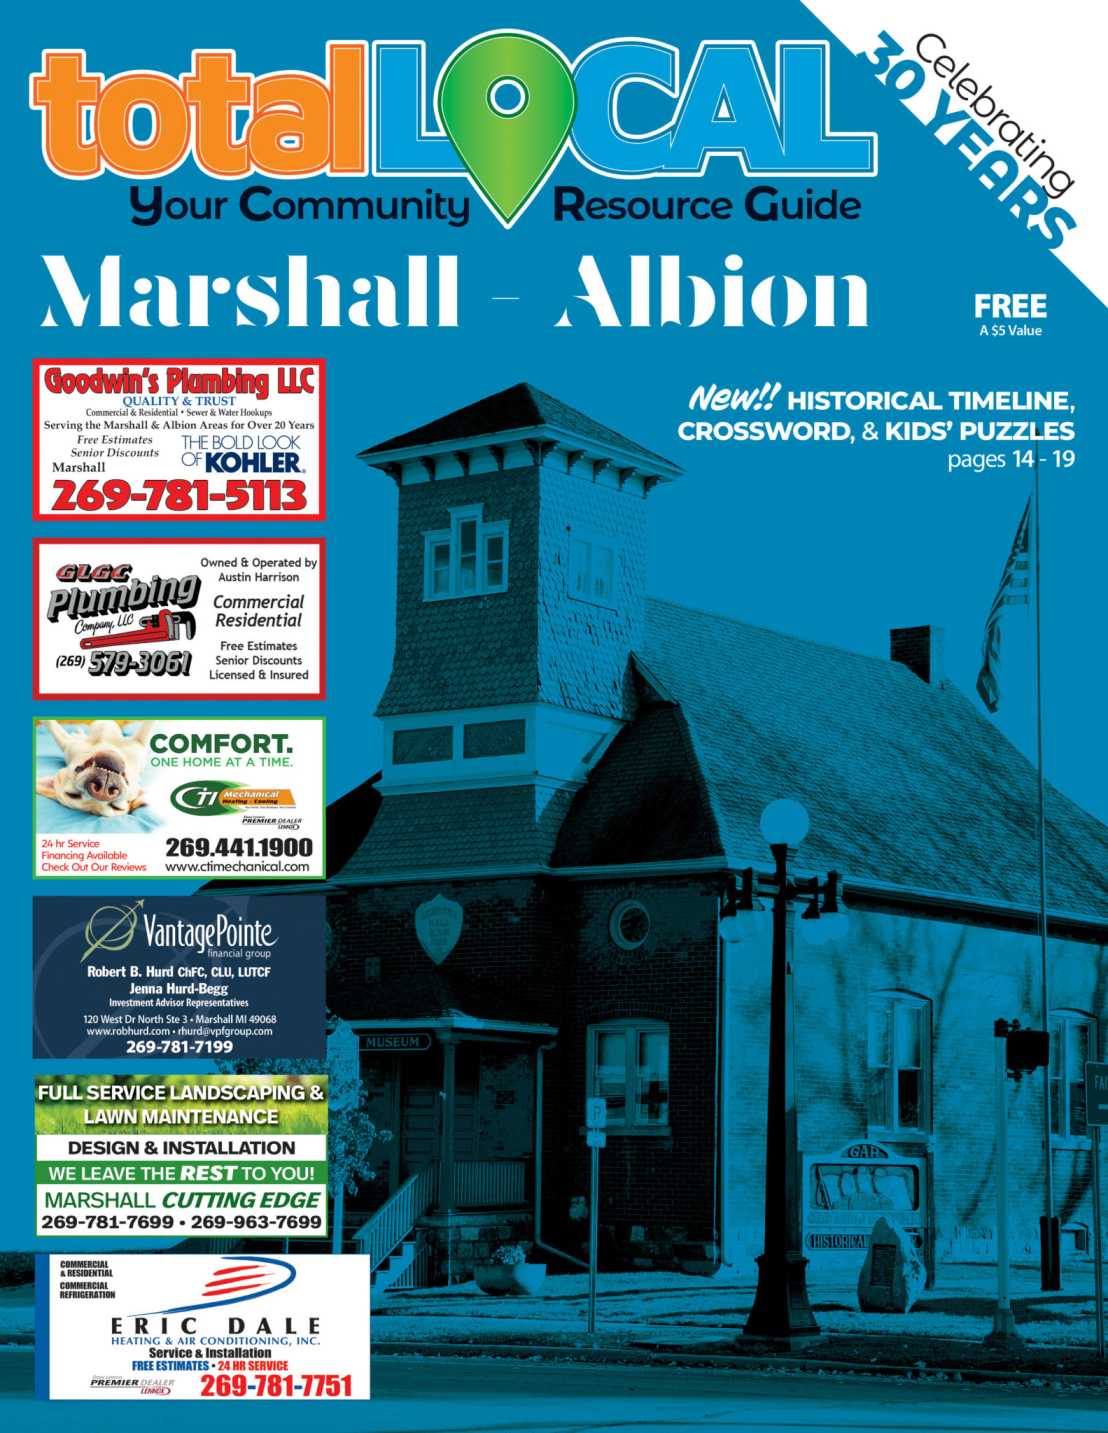 totalLOCAL
Your Community Resource Guide
Celebrating
30 YEARS
Marshall - Albion
FREE
A $5 Value
New!! HISTORICAL TIMELINE,
CROSSWORD, & KIDS' PUZZLES
pages 14 - 19
Goodwin's Plumbing LLC
QUALITY & TRUST
Commercial & Residential • Sewer & Water Hookups
Serving the Marshall & Albion Areas for Over 20 Years
Free Estimates
Senior Discounts
Marshall
THE BOLD LOOK
OF KOHLER.
269-781-5113
GLGC
Plumbing
Company, LLC
(269) 579-3061
Owned & Operated by
Austin Harrison
Commercial
Residential
Free Estimates
Senior Discounts
Licensed & Insured
COMFORT.
ONE HOME AT A TIME.
CTI Mechanical
Heating - Cooling
PREMIER DEALER
LENNOX
24 hr Service
Financing Available
Check Out Our Reviews
269.441.1900
www.ctimechanical.com
VantagePointe
financial group
Robert B. Hurd ChFC, CLU, LUTCF
Jenna Hurd-Begg
Investment Advisor Representatives
120 West Dr North Ste 3 • Marshall MI 49068
www.robhurd.com • rhurd@vpfgroup.com
269-781-7199
FULL SERVICE LANDSCAPING &
LAWN MAINTENANCE
DESIGN & INSTALLATION
WE LEAVE THE REST TO YOU!
MARSHALL CUTTING EDGE
269-781-7699 • 269-963-7699
COMMERCIAL
& RESIDENTIAL
COMMERCIAL
REFRIGERATION
ERIC DALE
HEATING & AIR CONDITIONING, INC.
Service & Installation
FREE ESTIMATES • 24 HR SERVICE
PREMIER DEALER
LENNOX
269-781-7751
MUSEUM
P
GAR
HISTORICA
FA